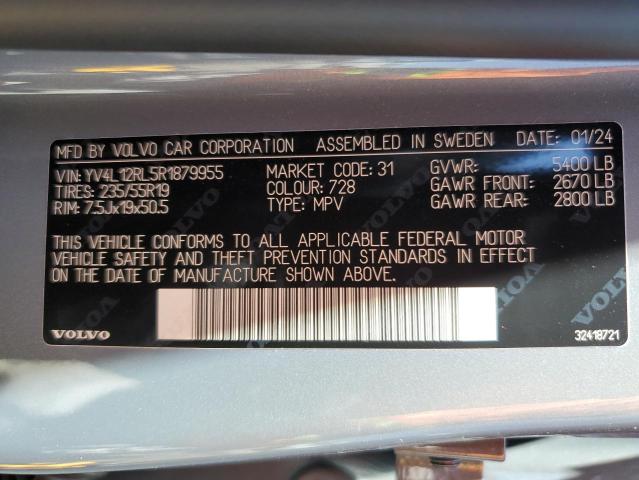 MFD BY VOLVO CAR CORPORATION ASSEMBLED IN SWEDEN DATE: 01/24
VIN: YV4L12RL5R1879955 MARKET CODE: 31 GVWR: 5400 LB
TIRES: 235/55R19 COLOUR: 728 GAWR FRONT: 2670 LB
RIM: 7.5Jx19x50.5 TYPE: MPV GAWR REAR: 2800 LB
THIS VEHICLE CONFORMS TO ALL APPLICABLE FEDERAL MOTOR
VEHICLE SAFETY AND THEFT PREVENTION STANDARDS IN EFFECT
ON THE DATE OF MANUFACTURE SHOWN ABOVE.
VOLVO 32418721